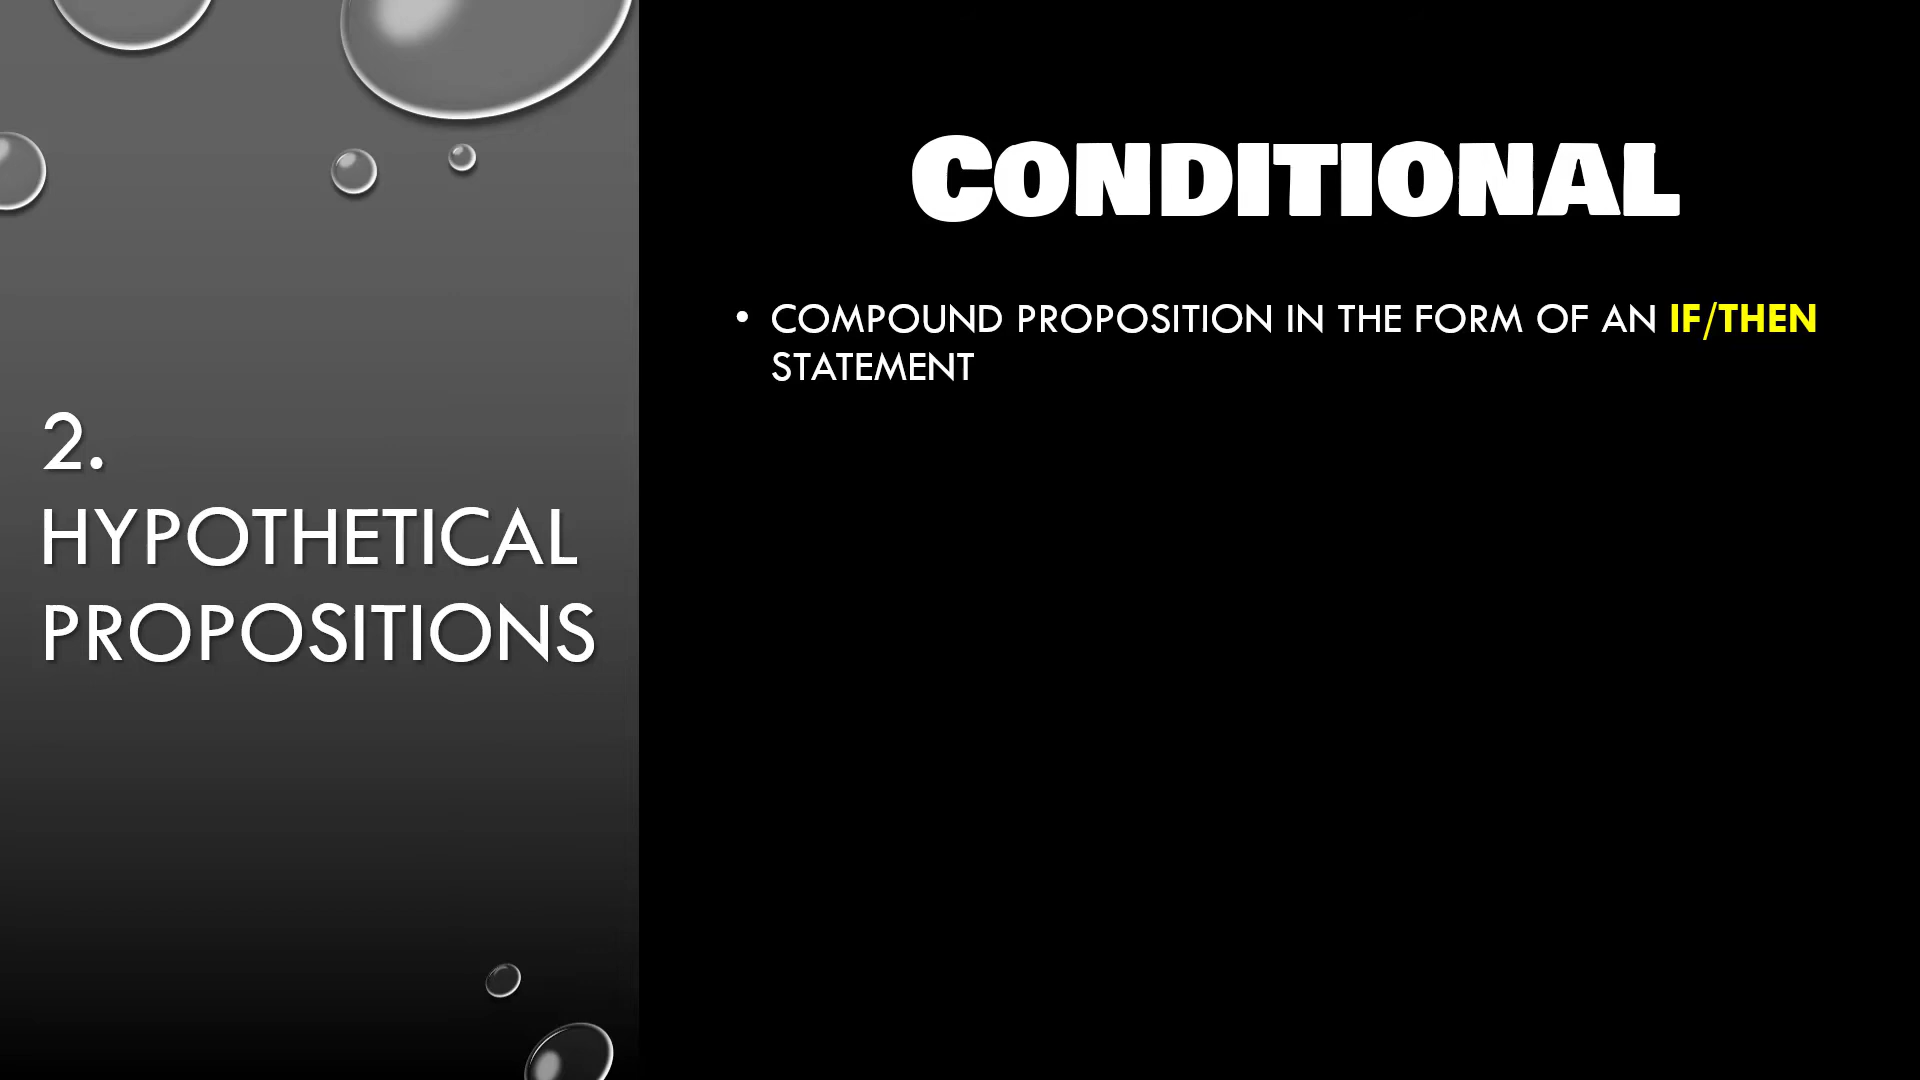 2.
HYPOTHETICAL
PROPOSITIONS
CONDITIONAL
• COMPOUND PROPOSITION IN THE FORM OF AN IF/THEN
STATEMENT